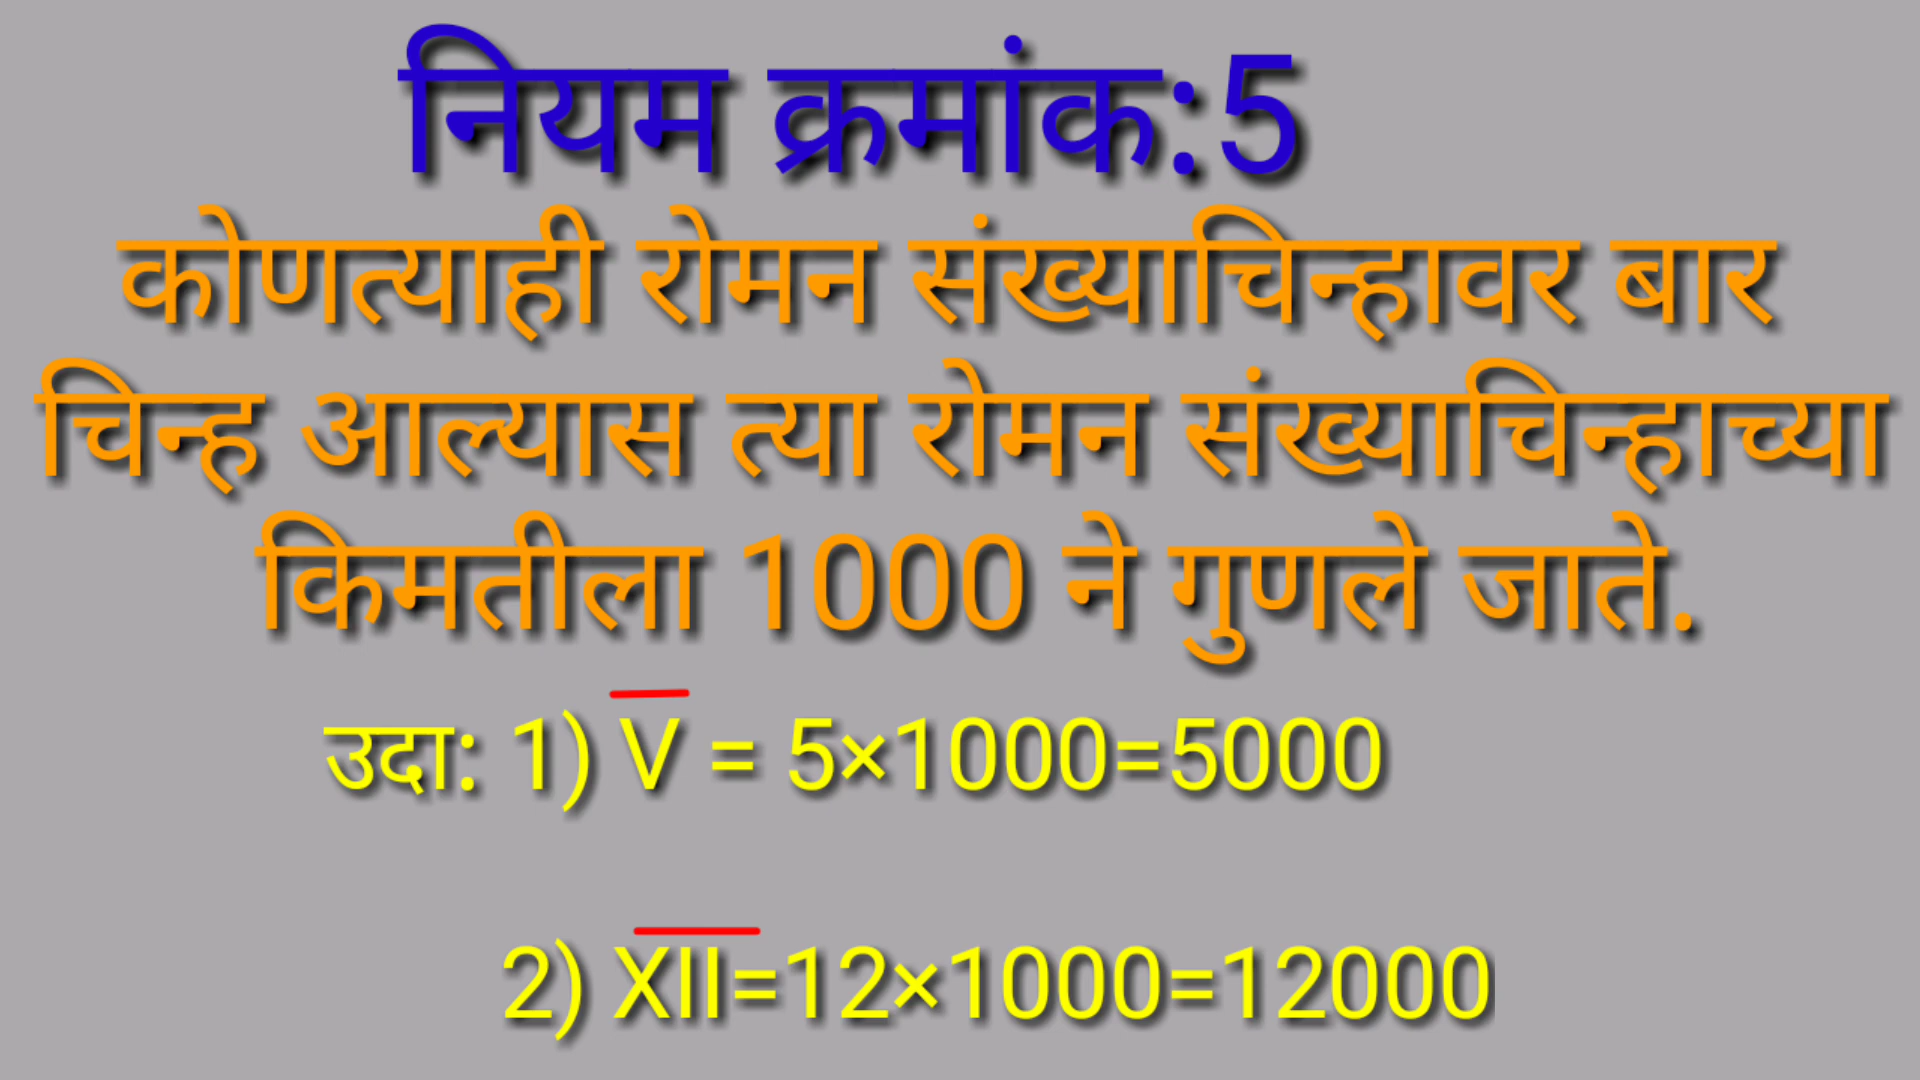 नियम क्रमांक:5
कोणत्याही रोमन संख्याचिन्हावर बार
चिन्ह आल्यास त्या रोमन संख्याचिन्हाच्या
किमतीला 1000 ने गुणले जाते.
उदा: 1) V̅ = 5×1000=5000
2) X̅I̅I̅=12×1000=12000